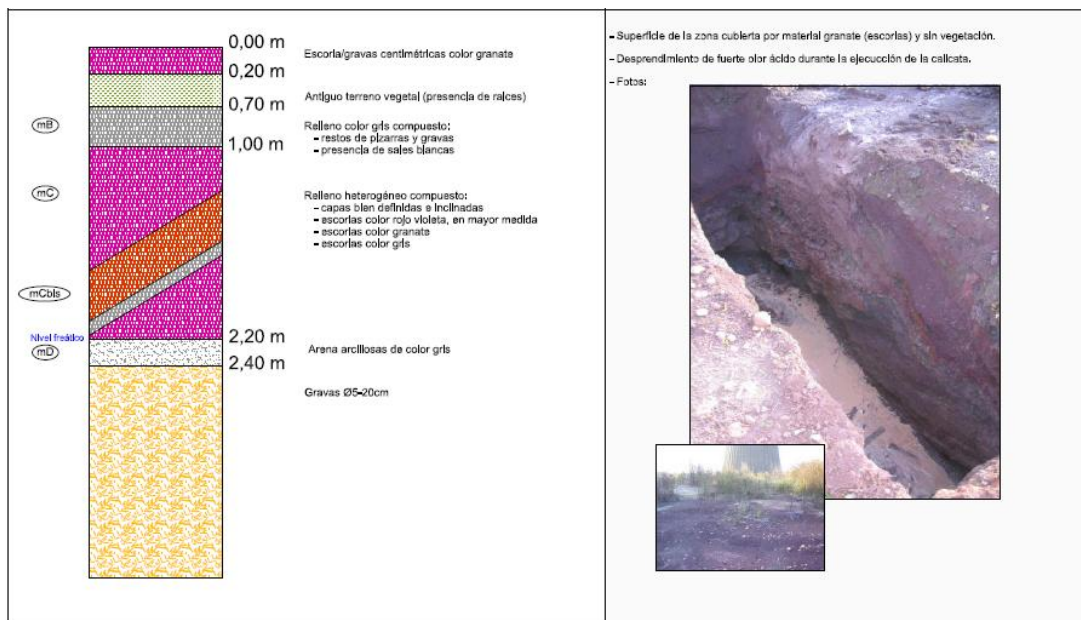 0,00 m
Escoria/gravas centimétricas color granate
0,20 m
Antiguo terreno vegetal (presencia de raices)
0,70 m
mB
Relleno color gris compuesto:
- restos de pizarras y gravas
- presencia de sales blancas
1,00 m
mC
Relleno heterogéneo compuesto:
- capas bien definidas e inclinadas
- escorias color rojo violeta, en mayor medida
- escorias color granate
- escorias color gris
mCbis
Nivel freático
2,20 m
mD
Arena arcillosas de color gris
2,40 m
Gravas Ø5-20cm
- Superficie de la zona cubierta por material granate (escorias) y sin vegetación.
- Desprendimiento de fuerte olor ácido durante la ejecucción de la calicata.
- Fotos: